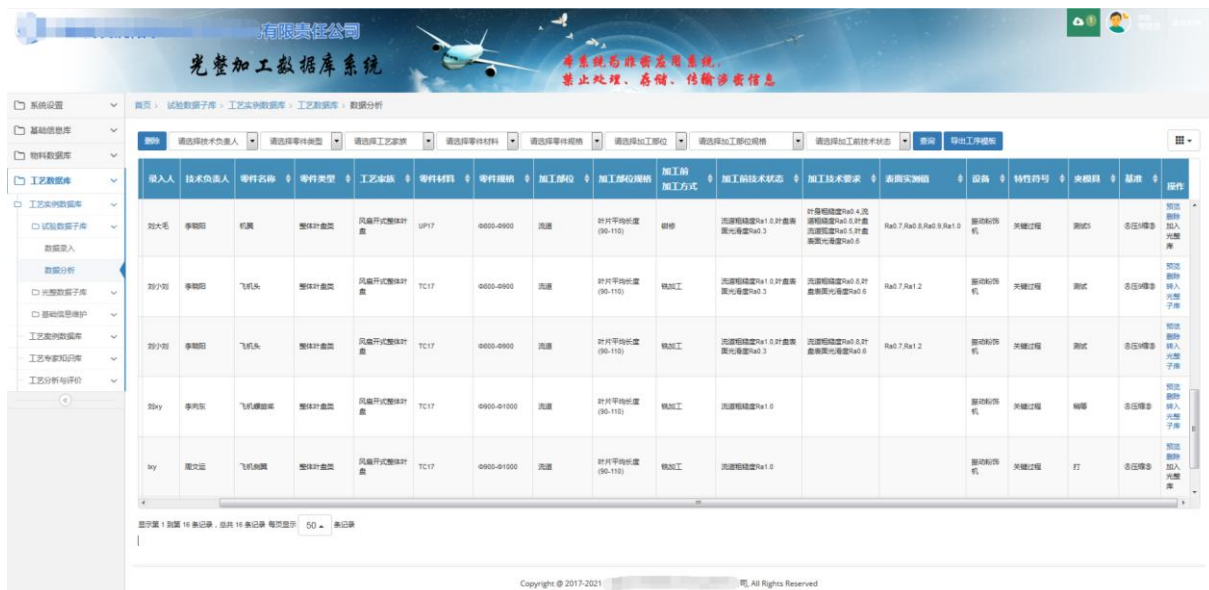 有限责任公司
光整加工数据库系统
本系统为非密应用系统，
禁止处理、存储、传输涉密信息
系统设置
首页 > 试验数据子库 > 工艺实例数据库 > 工艺数据库 > 数据分析
基础信息库
物料数据库
工艺数据库
工艺实例数据库
试验数据子库
数据录入
数据分析
光整数据子库
基础信息维护
工艺案例数据库
工艺专家知识库
工艺分析与评价
删除 请选择技术负责人 请选择零件类型 请选择工艺家族 请选择零件材料 请选择零件规格 请选择加工部位 请选择加工部位规格 请选择加工前技术状态 查询 导出工序模板
录入人 技术负责人 零件名称 零件类型 工艺家族 零件材料 零件规格 加工部位 加工部位规格 加工前加工方式 加工前技术状态 加工技术要求 表面实测值 设备 特性符号 夹模具 基准 操作
刘大毛 李晓阳 机翼 整体叶盘类 风扇开式整体叶盘 UP17 Φ800-Φ900 流道 叶片平均长度(90-110) 钳修 流道粗糙度Ra1.0,叶盘表面光滑度Ra0.3 叶身粗糙度Ra0.4,流道粗糙度Ra0.8,叶盘流道弧度Ra0.5,叶盘表面光滑度Ra0.6 Ra0.7,Ra0.8,Ra0.9,Ra1.0 振动粉饰机 关键过程 测试5 预览 删除 加入光整库
刘小刘 李晓阳 飞机头 整体叶盘类 风扇开式整体叶盘 TC17 Φ800-Φ900 流道 叶片平均长度(90-110) 铣加工 流道粗糙度Ra1.0,叶盘表面光滑度Ra0.3 流道粗糙度Ra0.8,叶盘表面光滑度Ra0.6 Ra0.7,Ra1.2 振动粉饰机 关键过程 测试 预览 删除 转入光整子库
刘小刘 李晓阳 飞机头 整体叶盘类 风扇开式整体叶盘 TC17 Φ800-Φ900 流道 叶片平均长度(90-110) 铣加工 流道粗糙度Ra1.0,叶盘表面光滑度Ra0.3 流道粗糙度Ra0.8,叶盘表面光滑度Ra0.6 Ra0.7,Ra1.2 振动粉饰机 关键过程 测试 预览 删除 转入光整子库
刘xy 李向东 飞机螺旋桨 整体叶盘类 风扇开式整体叶盘 TC17 Φ900-Φ1000 流道 叶片平均长度(90-110) 铣加工 流道粗糙度Ra1.0 振动粉饰机 关键过程 预览 删除 转入光整子库
lxy 周文运 飞机侧翼 整体叶盘类 风扇开式整体叶盘 TC17 Φ900-Φ1000 流道 叶片平均长度(90-110) 铣加工 流道粗糙度Ra1.0 振动粉饰机 关键过程 打 预览 删除 加入光整库
显示第 1 到第 16 条记录，总共 16 条记录 每页显示 50 条记录
Copyright @ 2017-2021 司, All Rights Reserved